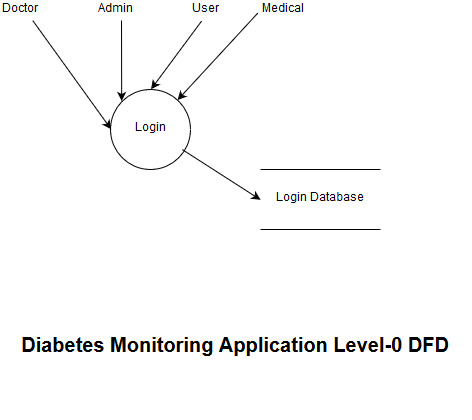 Doctor Admin User Medical
Login
Login Database
Diabetes Monitoring Application Level-0 DFD